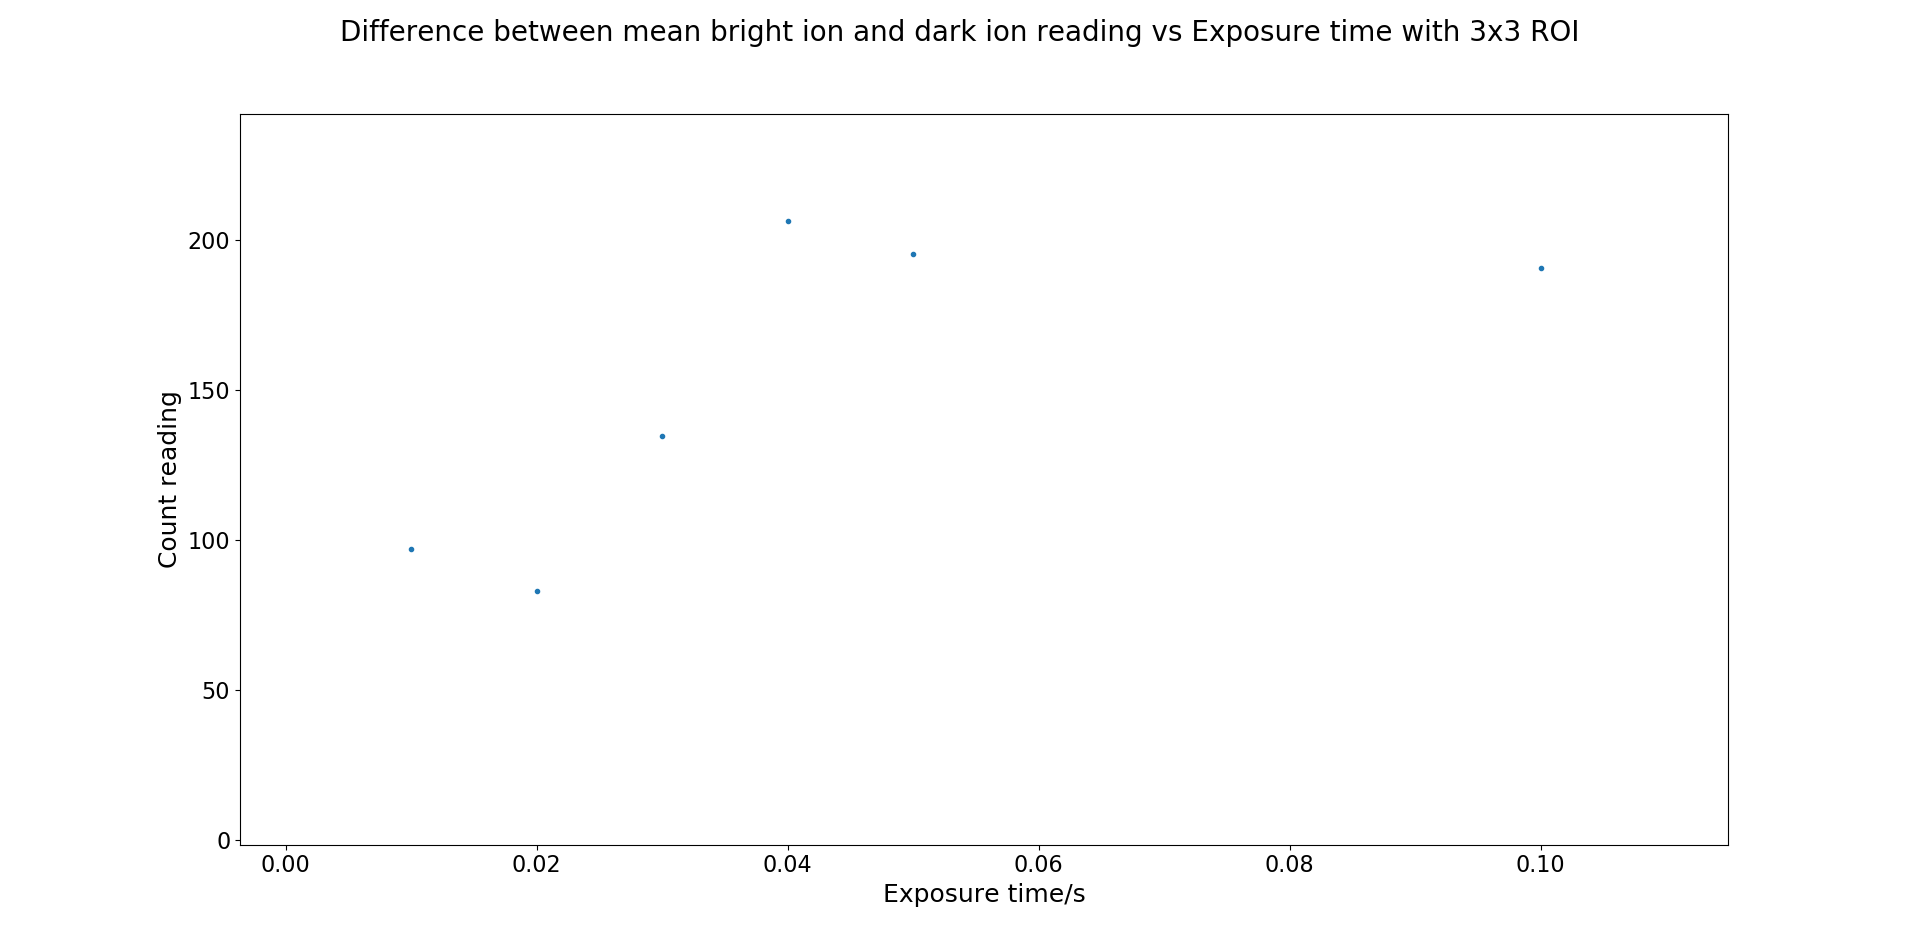 Difference between mean bright ion and dark ion reading vs Exposure time with 3x3 ROI
200
150
100
50
0
Count reading
0.00 0.02 0.04 0.06 0.08 0.10
Exposure time/s